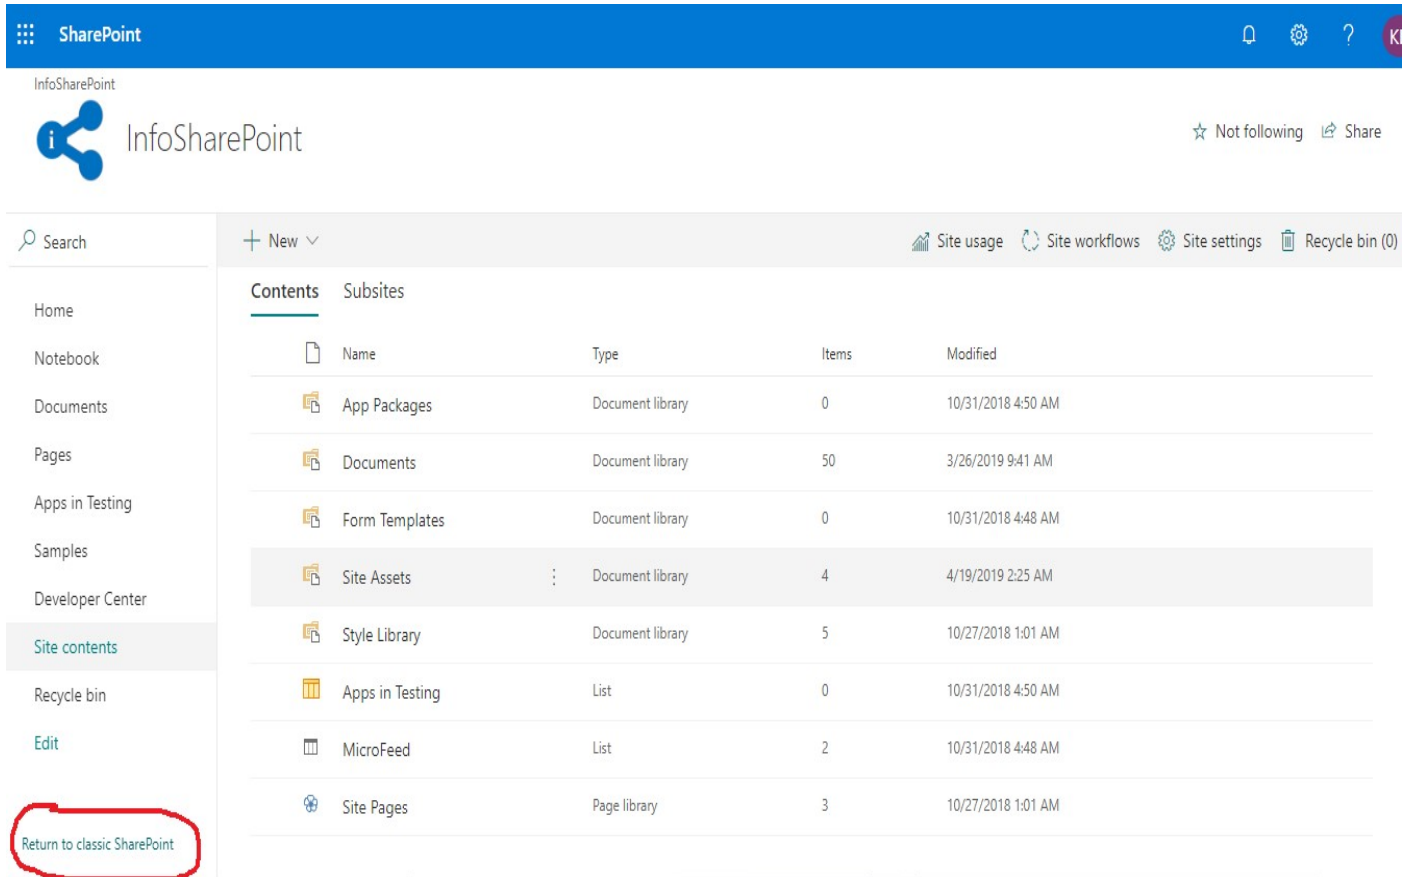 SharePoint
InfoSharePoint
InfoSharePoint
Not following Share
Search
New
Site usage Site workflows Site settings Recycle bin (0)
Home
Notebook
Documents
Pages
Apps in Testing
Samples
Developer Center
Site contents
Recycle bin
Edit
Return to classic SharePoint
Contents Subsites
Name Type Items Modified
App Packages Document library 0 10/31/2018 4:50 AM
Documents Document library 50 3/26/2019 9:41 AM
Form Templates Document library 0 10/31/2018 4:48 AM
Site Assets Document library 4 4/19/2019 2:25 AM
Style Library Document library 5 10/27/2018 1:01 AM
Apps in Testing List 0 10/31/2018 4:50 AM
MicroFeed List 2 10/31/2018 4:48 AM
Site Pages Page library 3 10/27/2018 1:01 AM